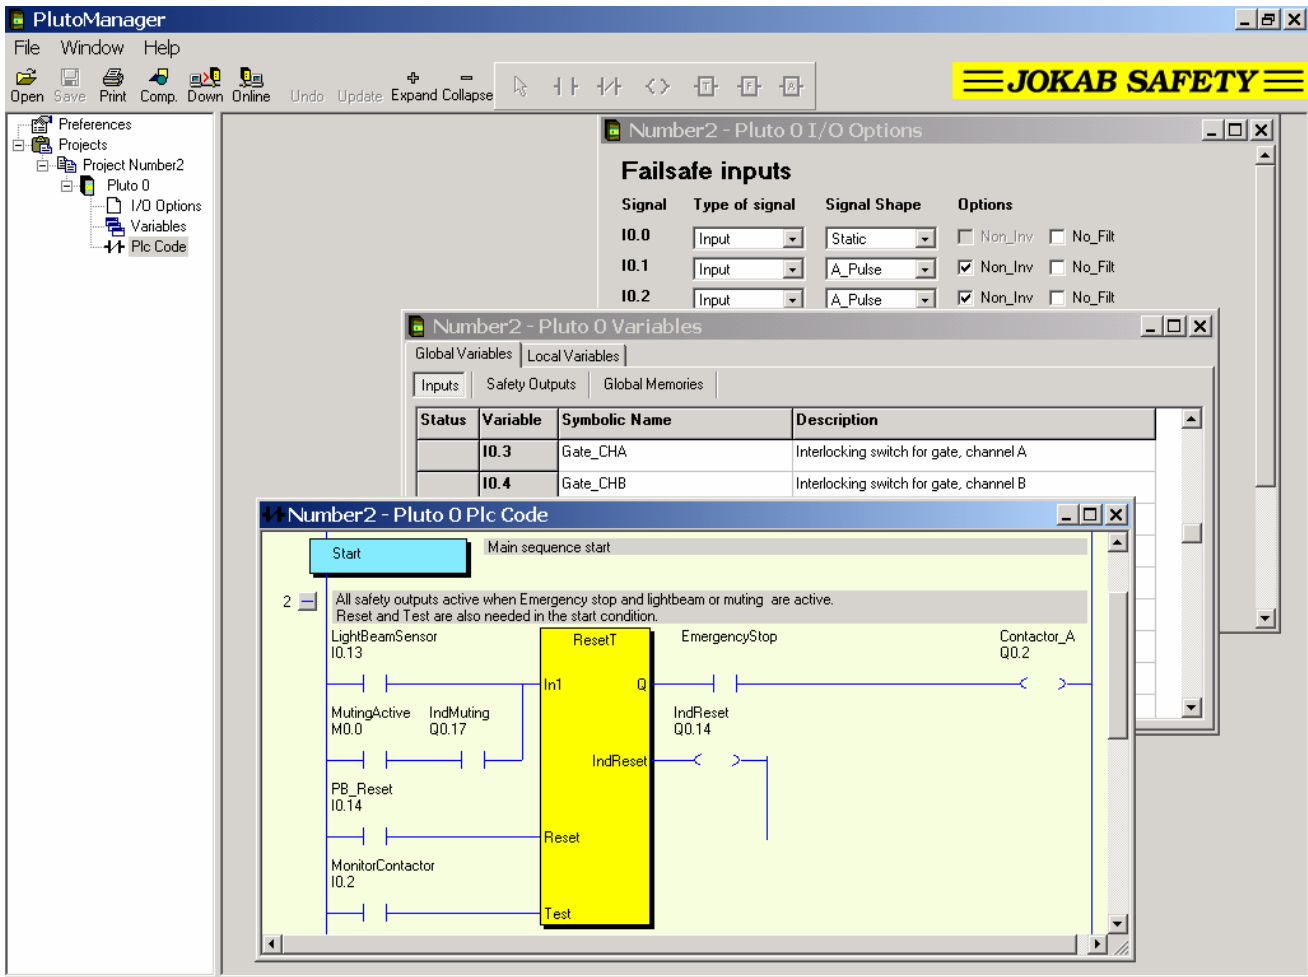 PlutoManager
File Window Help
Open Save Print Comp. Down Online Undo Update Expand Collapse
JOKAB SAFETY
Preferences
Projects
Project Number2
Pluto 0
I/O Options
Variables
Plc Code
Number2 - Pluto 0 I/O Options
Failsafe inputs
Signal Type of signal Signal Shape Options
I0.0 Input Static Non_Inv No_Filt
I0.1 Input A_Pulse Non_Inv No_Filt
I0.2 Input A_Pulse Non_Inv No_Filt
Number2 - Pluto 0 Variables
Global Variables Local Variables
Inputs Safety Outputs Global Memories
Status Variable Symbolic Name Description
I0.3 Gate_CHA Interlocking switch for gate, channel A
I0.4 Gate_CHB Interlocking switch for gate, channel B
Number2 - Pluto 0 Plc Code
Start Main sequence start
2 All safety outputs active when Emergency stop and lightbeam or muting are active.
Reset and Test are also needed in the start condition.
LightBeamSensor ResetT EmergencyStop Contactor_A
I0.13 Q0.2
In1 Q
MutingActive IndMuting IndReset
M0.0 Q0.17 Q0.14
IndReset
PB_Reset
I0.14
Reset
MonitorContactor
I0.2
Test